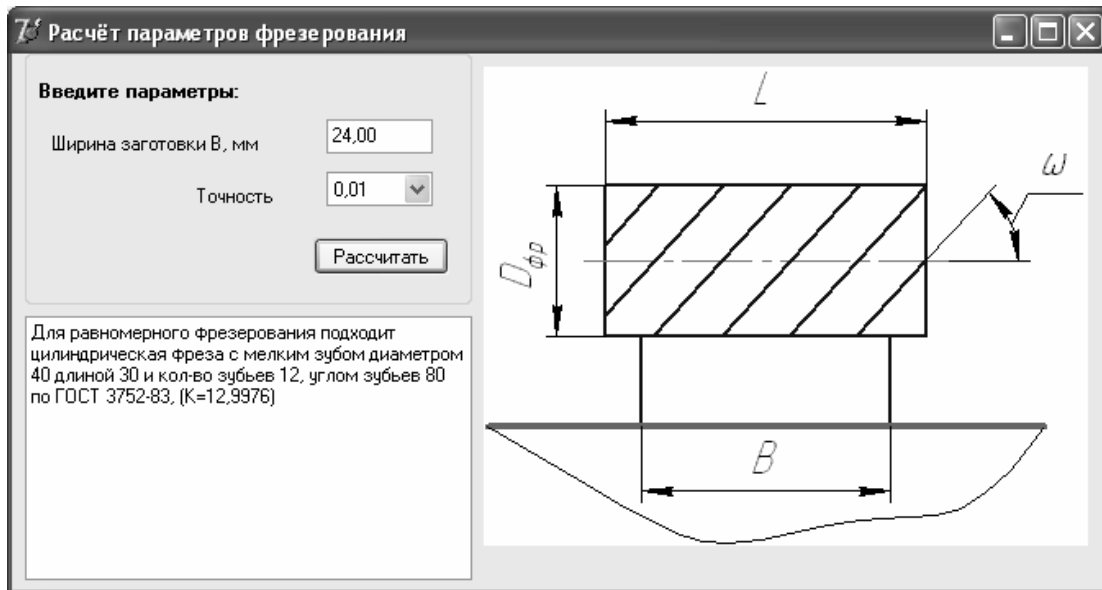 Расчёт параметров фрезерования
Введите параметры:
Ширина заготовки В, мм
24,00
Точность
0,01
Рассчитать
Для равномерного фрезерования подходит
цилиндрическая фреза с мелким зубом диаметром
40 длиной 30 и кол-во зубьев 12, углом зубьев 80
по ГОСТ 3752-83, (К=12,9976)
L
ω
Dфр
B